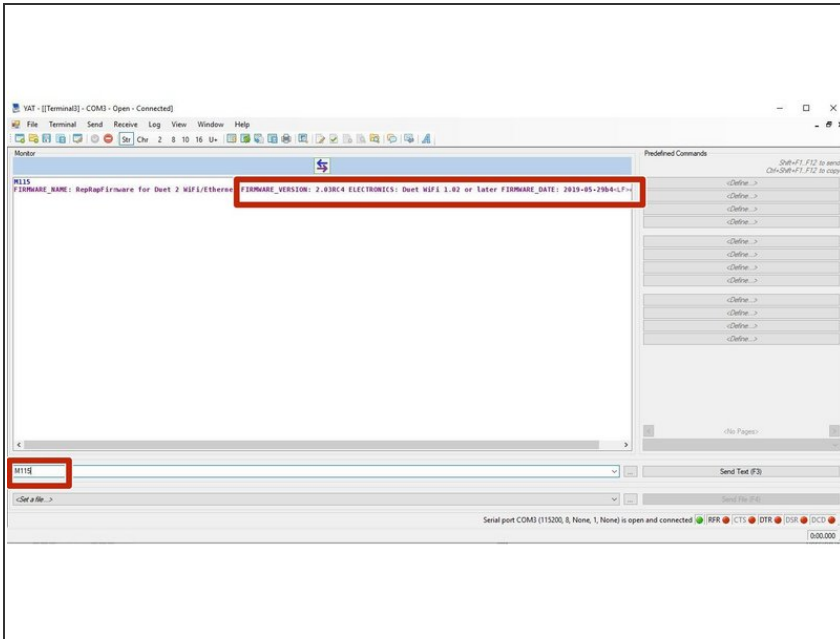 YAT - [[Terminal3] - COM3 - Open - Connected]
File Terminal Send Receive Log View Window Help
Str Chr 2 8 10 16 U+
Monitor
Predefined Commands
Shift+F1..F12 to send
Ctrl+Shift+F1..F12 to copy
M115
FIRMWARE_NAME: RepRapFirmware for Duet 2 WiFi/Ethernet FIRMWARE_VERSION: 2.03RC4 ELECTRONICS: Duet WiFi 1.02 or later FIRMWARE_DATE: 2019-05-29b4<LF>
<Define...>
<Define...>
<Define...>
<Define...>
<Define...>
<Define...>
<Define...>
<Define...>
<Define...>
<Define...>
<Define...>
<Define...>
<No Pages>
M115
...
Send Text (F3)
<Set a file...>
...
Send File (F4)
Serial port COM3 (115200, 8, None, 1, None) is open and connected RFR CTS DTR DSR DCD
0:00.000